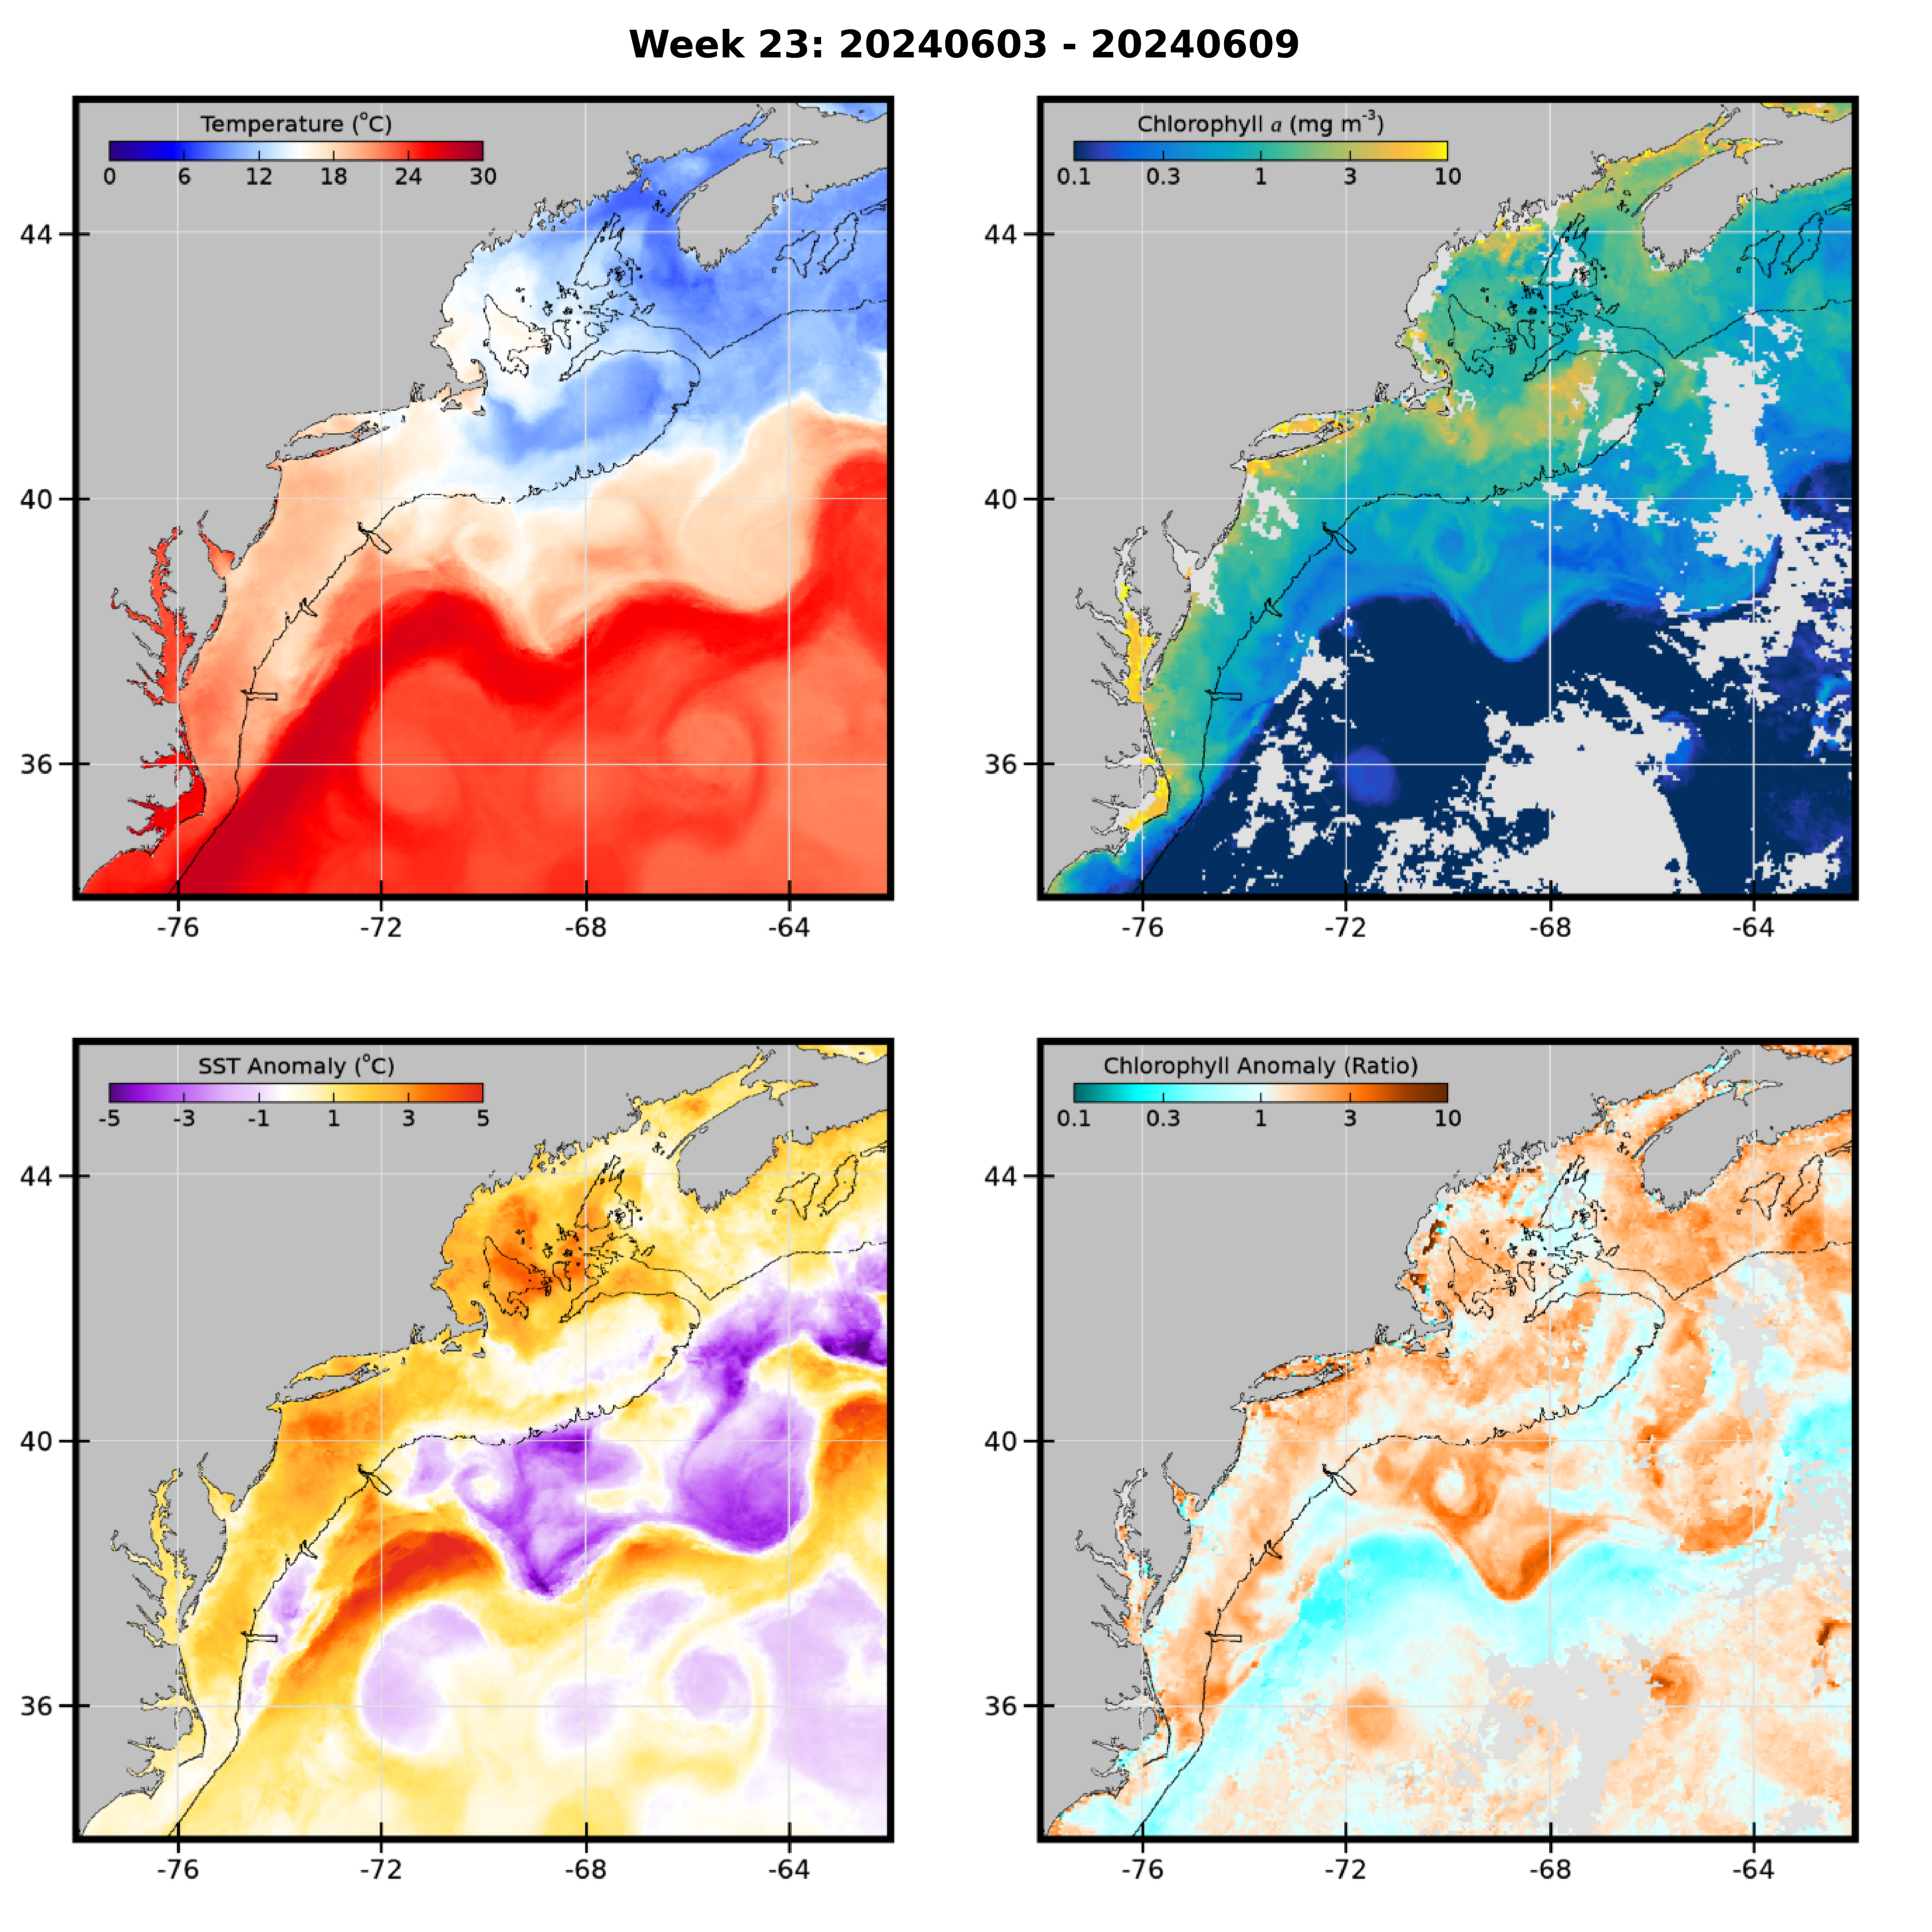 Week 23: 20240603 - 20240609
Temperature (°C)
0 6 12 18 24 30
44
40
36
-76 -72 -68 -64
Chlorophyll a (mg m⁻³)
0.1 0.3 1 3 10
44
40
36
-76 -72 -68 -64
SST Anomaly (°C)
-5 -3 -1 1 3 5
44
40
36
-76 -72 -68 -64
Chlorophyll Anomaly (Ratio)
0.1 0.3 1 3 10
44
40
36
-76 -72 -68 -64